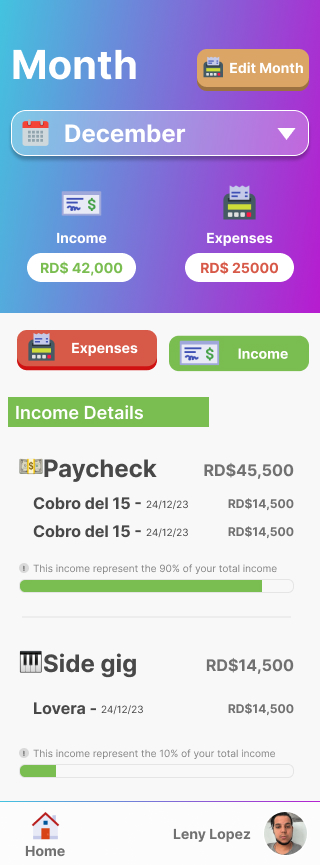 Month
Edit Month
December
Income
Expenses
RD$ 42,000
RD$ 25000
Expenses
Income
Income Details
Paycheck
RD$45,500
Cobro del 15 - 24/12/23
RD$14,500
Cobro del 15 - 24/12/23
RD$14,500
This income represent the 90% of your total income
Side gig
RD$14,500
Lovera - 24/12/23
RD$14,500
This income represent the 10% of your total income
Home
Leny Lopez